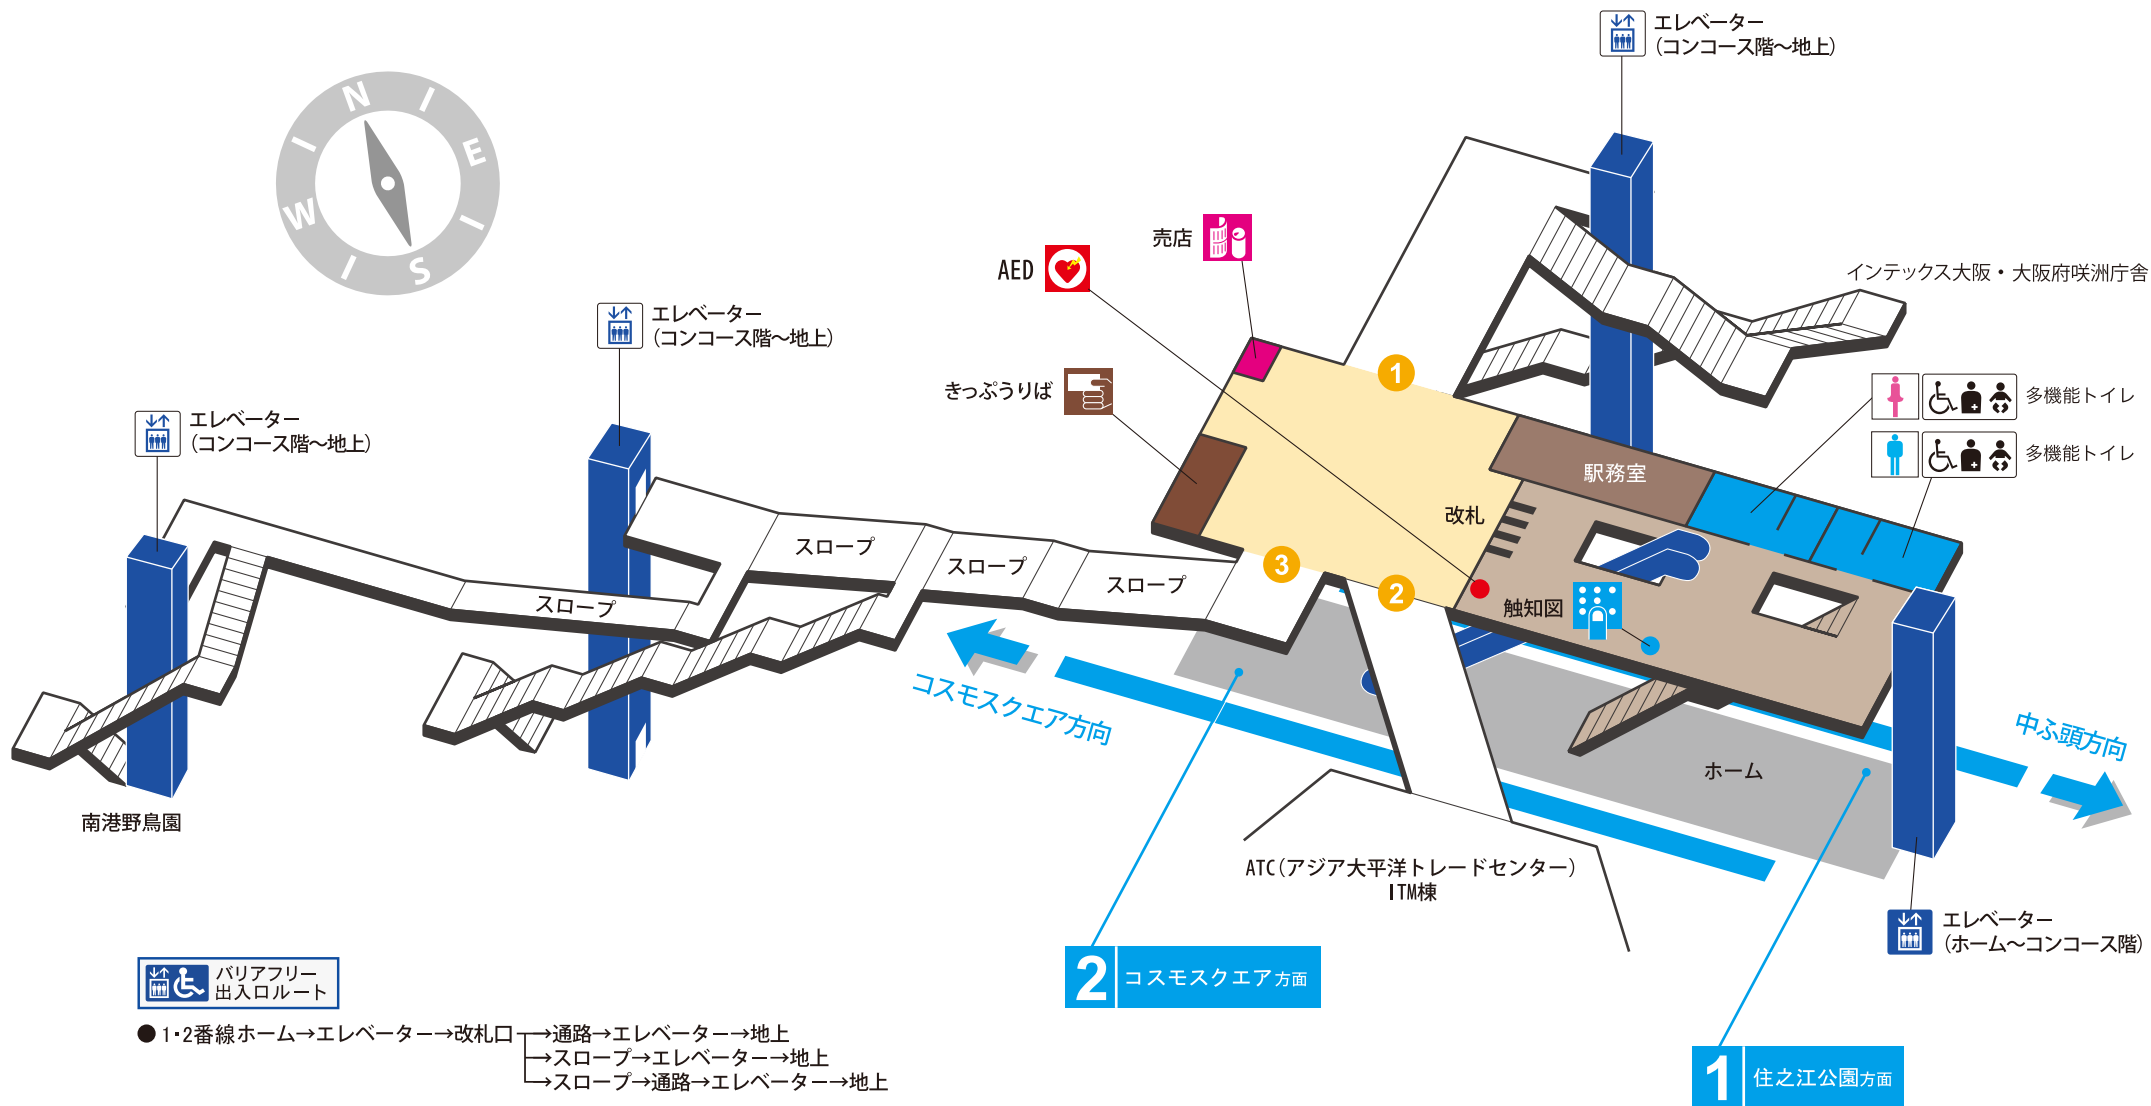 エレベーター
(コンコース階～地上)
N
E
S
W
売店
AED
インテックス大阪・大阪府咲洲庁舎
エレベーター
(コンコース階～地上)
きっぷうりば
1
多機能トイレ
多機能トイレ
エレベーター
(コンコース階～地上)
駅務室
改札
スロープ
スロープ
スロープ
スロープ
3
2
触知図
コスモスクエア方向
中ふ頭方向
ホーム
南港野鳥園
ATC(アジア太平洋トレードセンター)
ITM棟
エレベーター
(ホーム～コンコース階)
2 コスモスクエア方面
バリアフリー
出入口ルート
● 1・2番線ホーム→エレベーター→改札口→通路→エレベーター→地上
→スロープ→エレベーター→地上
→スロープ→通路→エレベーター→地上
1 住之江公園方面